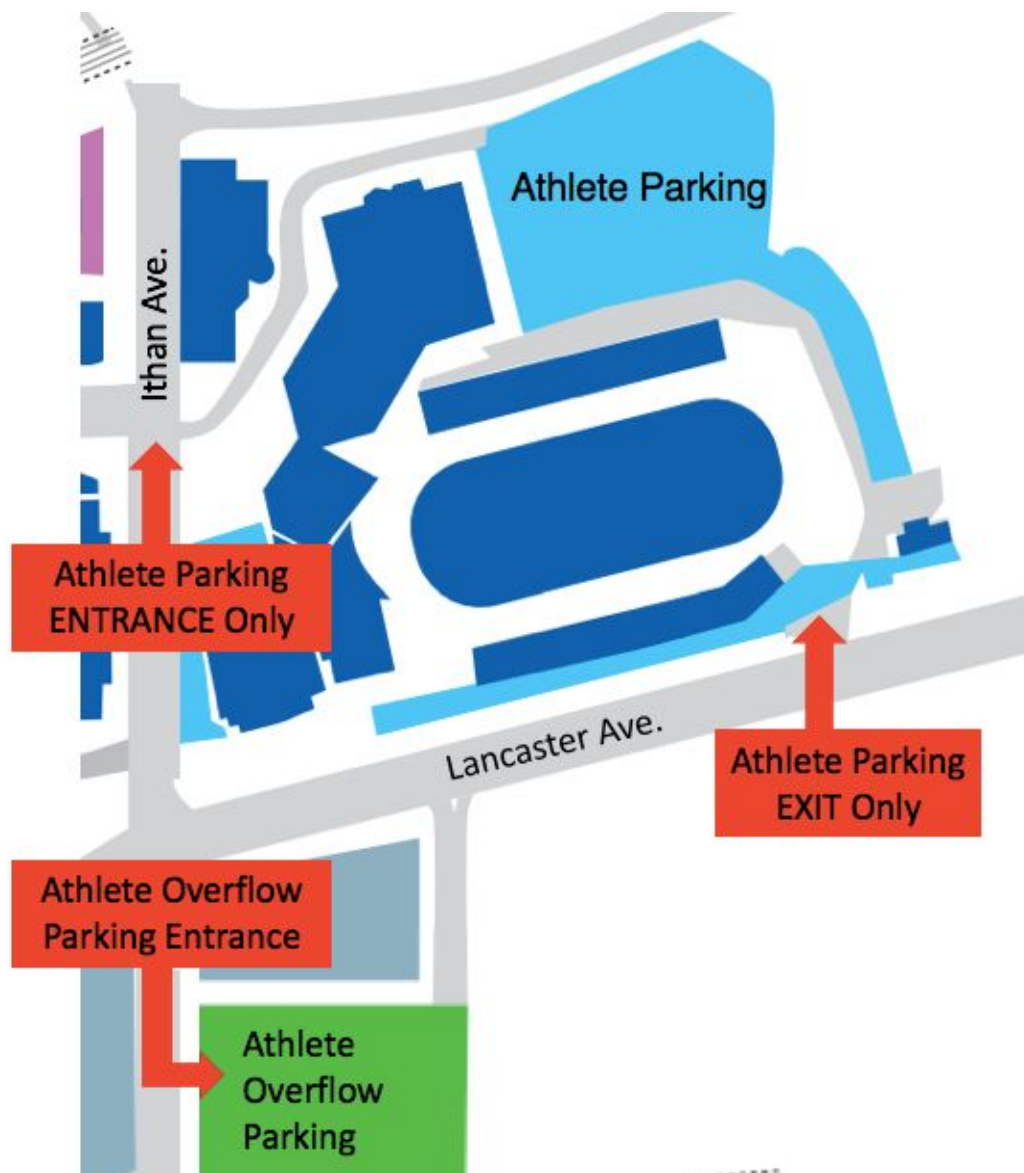 Athlete Parking
Ithan Ave.
Athlete Parking
ENTRANCE Only
Lancaster Ave.
Athlete Parking
EXIT Only
Athlete Overflow
Parking Entrance
Athlete
Overflow
Parking